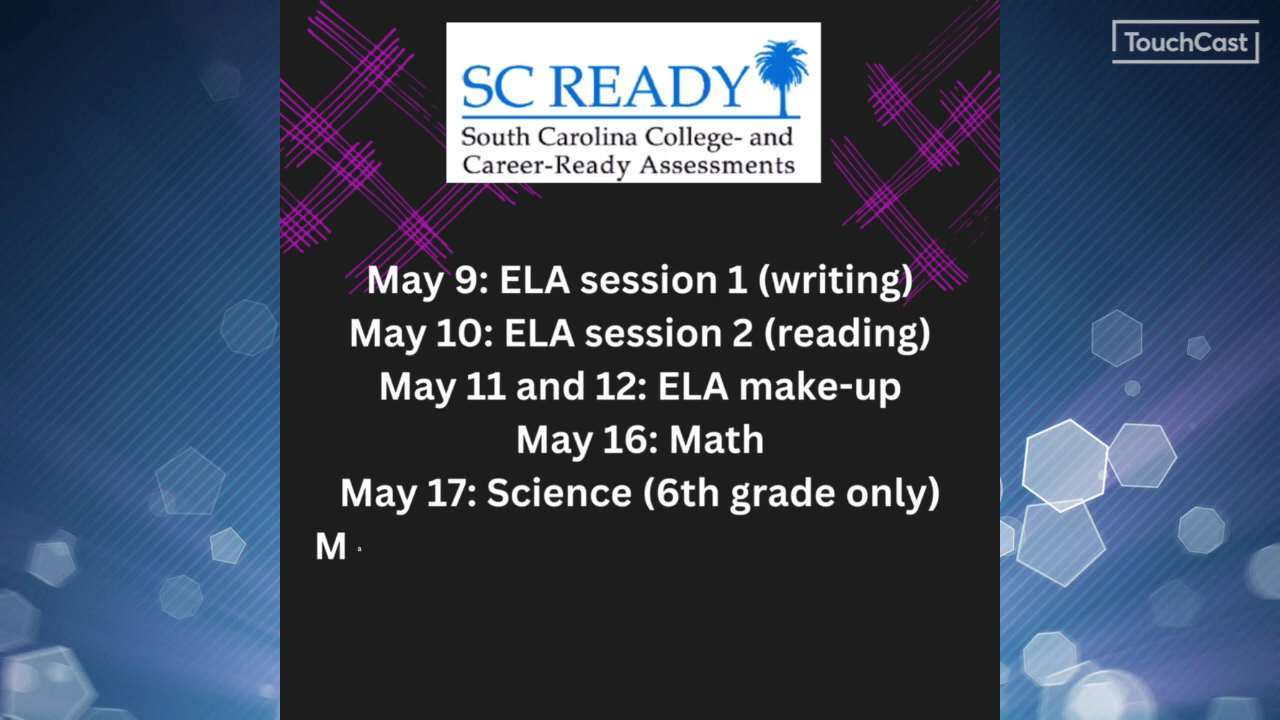 TouchCast
SC READY
South Carolina College- and
Career-Ready Assessments
May 9: ELA session 1 (writing)
May 10: ELA session 2 (reading)
May 11 and 12: ELA make-up
May 16: Math
May 17: Science (6th grade only)
M a